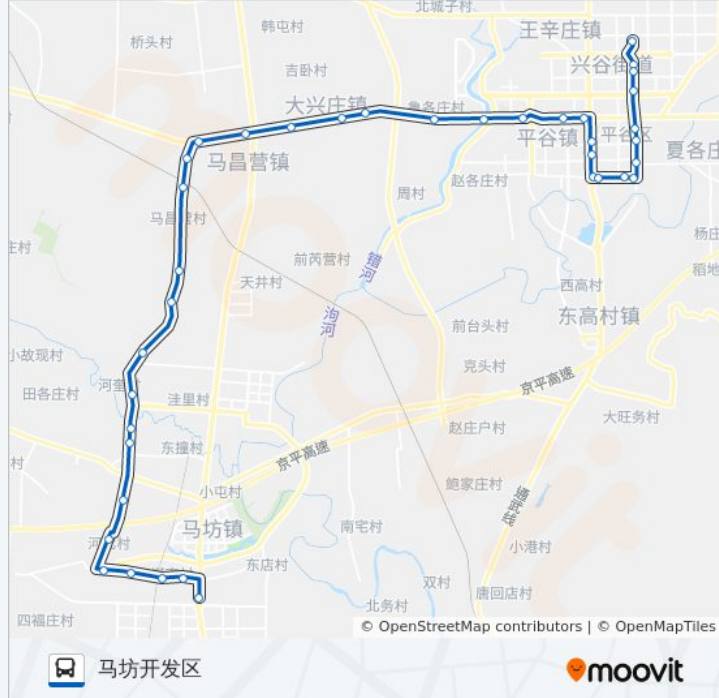 北城子村
韩屯村
桥头村
王辛庄镇
兴谷街道
吉卧村
大兴庄镇
鲁各庄村
平谷镇
平谷区
夏各庄
马昌营镇
赵各庄村
周村
马昌营村
杨庄
庄村
错河
前芮营村
稻地
天井村
西高村
洵河
东高村镇
前台头村
小故现村
克头村
京平高速
河奎村
田各庄村
洼里村
大旺务村
赵庄户村
东撞村
京平高速
村
鲍家庄村
小屯村
通武线
马坊镇
南宅村
小港村
东店村
双村
唐回店村
北务村
四福庄村
© OpenStreetMap contributors | © OpenMapTiles
马坊开发区
moovit